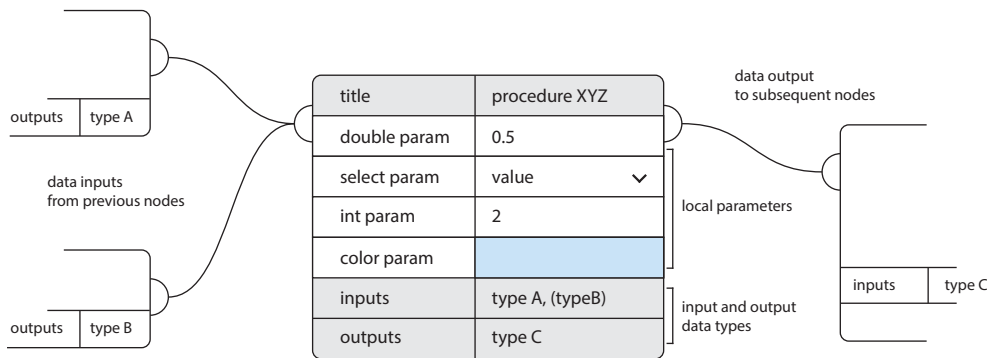 outputs type A
data inputs
from previous nodes
outputs type B
title procedure XYZ
double param 0.5
select param value
int param 2
color param
inputs type A, (typeB)
outputs type C
data output
to subsequent nodes
local parameters
input and output
data types
inputs type C